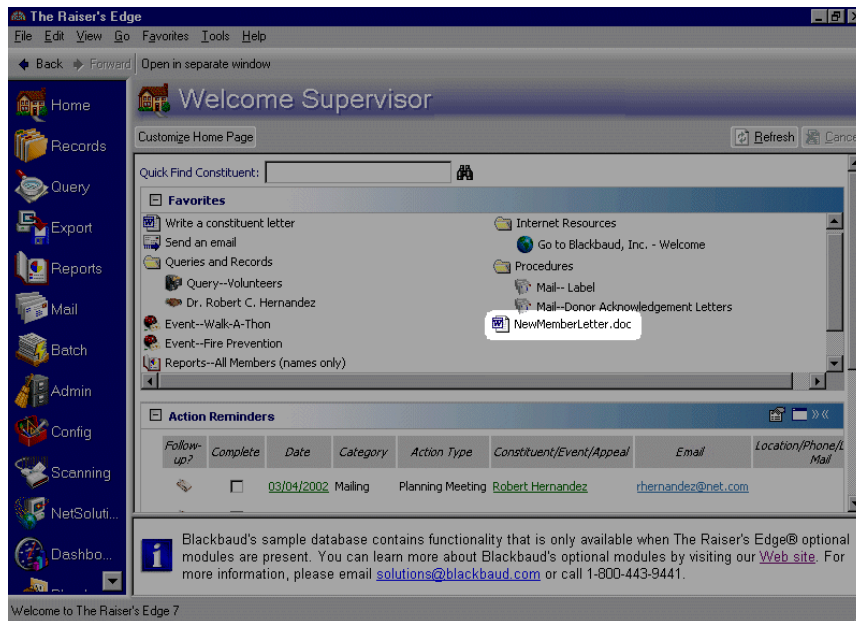 The Raiser's Edge
File Edit View Go Favorites Tools Help
Back Forward Open in separate window
Home
Records
Query
Export
Reports
Mail
Batch
Admin
Config
Scanning
NetSoluti...
Dashbo...
Welcome Supervisor
Customize Home Page Refresh Cance
Quick Find Constituent:
Favorites
Write a constituent letter
Send an email
Queries and Records
Query--Volunteers
Dr. Robert C. Hernandez
Event--Walk-A-Thon
Event--Fire Prevention
Reports--All Members (names only)
Internet Resources
Go to Blackbaud, Inc. - Welcome
Procedures
Mail-- Label
Mail--Donor Acknowledgement Letters
NewMemberLetter.doc
Action Reminders
Follow-up? Complete Date Category Action Type Constituent/Event/Appeal Email Location/Phone/L Mail
03/04/2002 Mailing Planning Meeting Robert Hernandez rhernandez@net.com
Blackbaud's sample database contains functionality that is only available when The Raiser's Edge® optional
modules are present. You can learn more about Blackbaud's optional modules by visiting our Web site. For
more information, please email solutions@blackbaud.com or call 1-800-443-9441.
Welcome to The Raiser's Edge 7